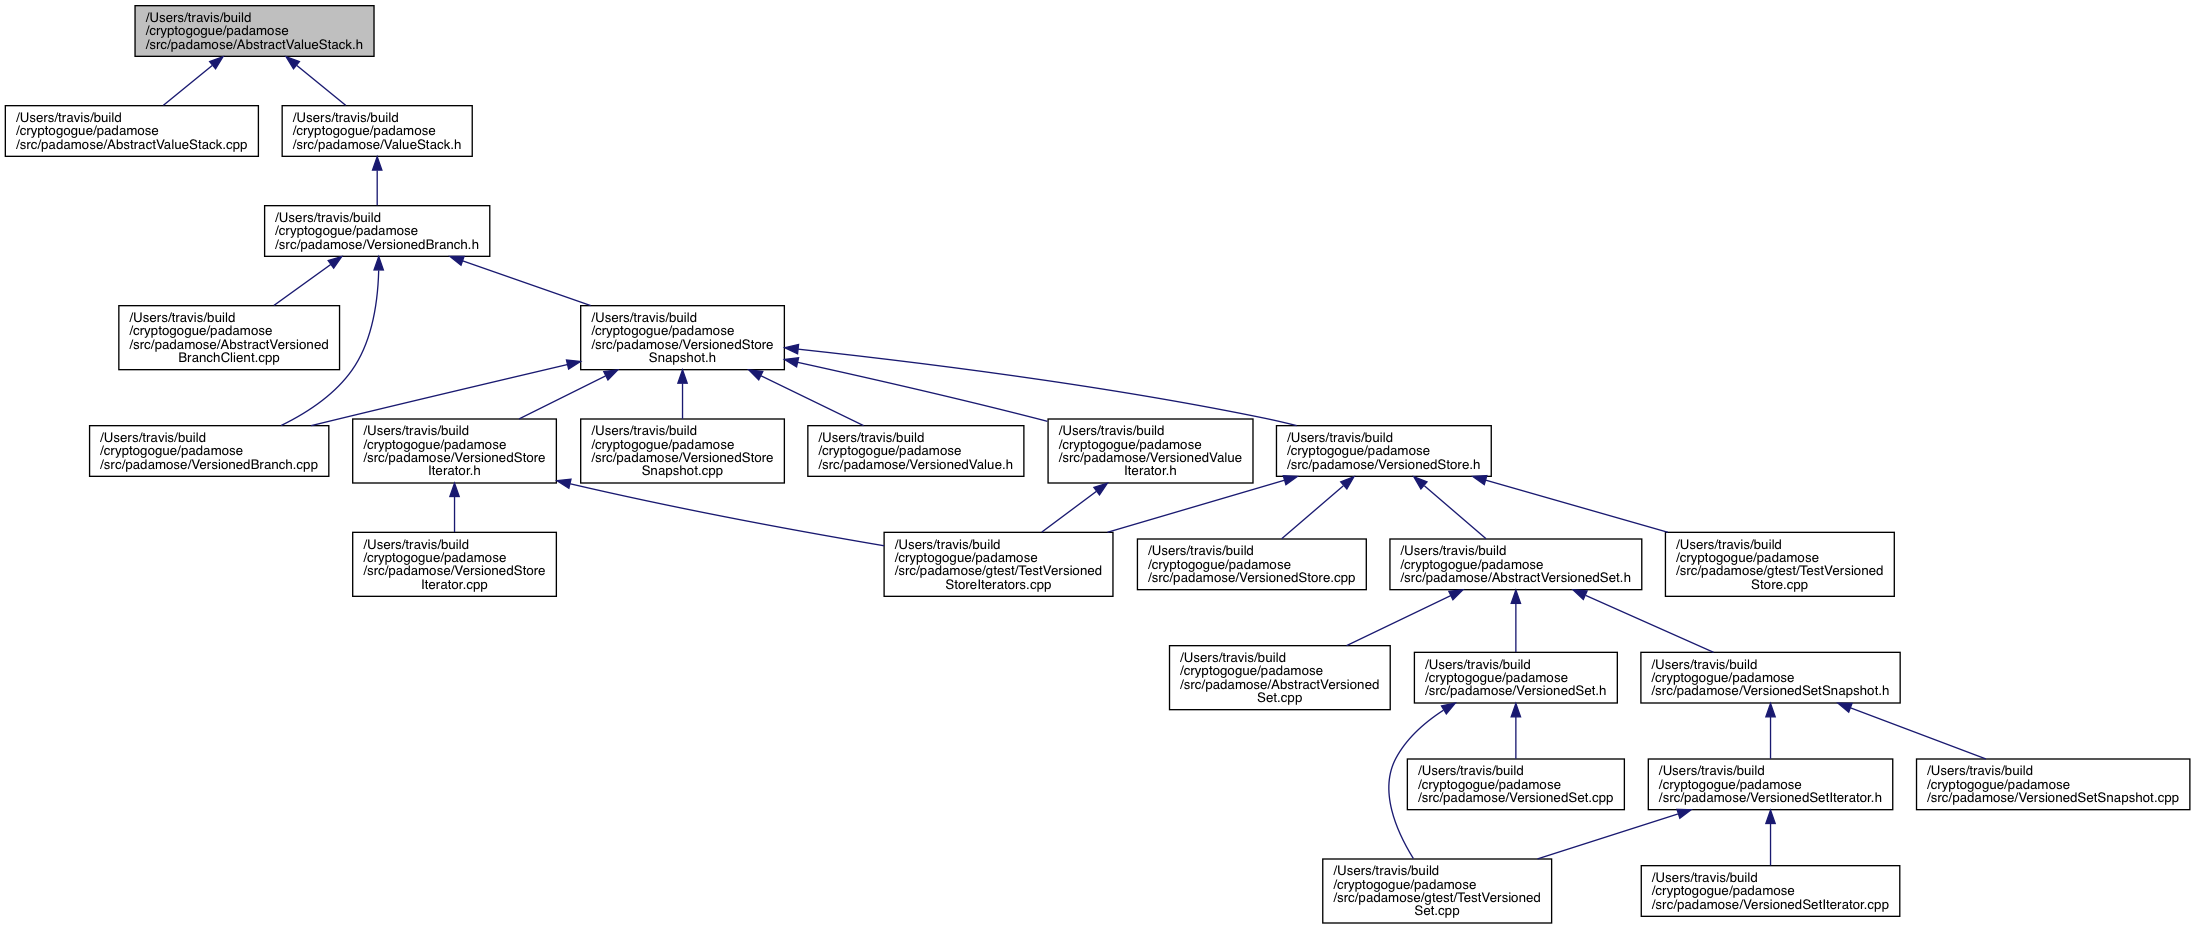 /Users/travis/build
/cryptogogue/padamose
/src/padamose/AbstractValueStack.h
/Users/travis/build
/cryptogogue/padamose
/src/padamose/AbstractValueStack.cpp
/Users/travis/build
/cryptogogue/padamose
/src/padamose/ValueStack.h
/Users/travis/build
/cryptogogue/padamose
/src/padamose/VersionedBranch.h
/Users/travis/build
/cryptogogue/padamose
/src/padamose/AbstractVersioned
BranchClient.cpp
/Users/travis/build
/cryptogogue/padamose
/src/padamose/VersionedStore
Snapshot.h
/Users/travis/build
/cryptogogue/padamose
/src/padamose/VersionedBranch.cpp
/Users/travis/build
/cryptogogue/padamose
/src/padamose/VersionedStore
Iterator.h
/Users/travis/build
/cryptogogue/padamose
/src/padamose/VersionedStore
Snapshot.cpp
/Users/travis/build
/cryptogogue/padamose
/src/padamose/VersionedValue.h
/Users/travis/build
/cryptogogue/padamose
/src/padamose/VersionedValue
Iterator.h
/Users/travis/build
/cryptogogue/padamose
/src/padamose/VersionedStore.h
/Users/travis/build
/cryptogogue/padamose
/src/padamose/VersionedStore
Iterator.cpp
/Users/travis/build
/cryptogogue/padamose
/src/padamose/gtest/TestVersioned
StoreIterators.cpp
/Users/travis/build
/cryptogogue/padamose
/src/padamose/VersionedStore.cpp
/Users/travis/build
/cryptogogue/padamose
/src/padamose/AbstractVersionedSet.h
/Users/travis/build
/cryptogogue/padamose
/src/padamose/gtest/TestVersioned
Store.cpp
/Users/travis/build
/cryptogogue/padamose
/src/padamose/AbstractVersioned
Set.cpp
/Users/travis/build
/cryptogogue/padamose
/src/padamose/VersionedSet.h
/Users/travis/build
/cryptogogue/padamose
/src/padamose/VersionedSetSnapshot.h
/Users/travis/build
/cryptogogue/padamose
/src/padamose/VersionedSet.cpp
/Users/travis/build
/cryptogogue/padamose
/src/padamose/VersionedSetIterator.h
/Users/travis/build
/cryptogogue/padamose
/src/padamose/VersionedSetSnapshot.cpp
/Users/travis/build
/cryptogogue/padamose
/src/padamose/gtest/TestVersioned
Set.cpp
/Users/travis/build
/cryptogogue/padamose
/src/padamose/VersionedSetIterator.cpp